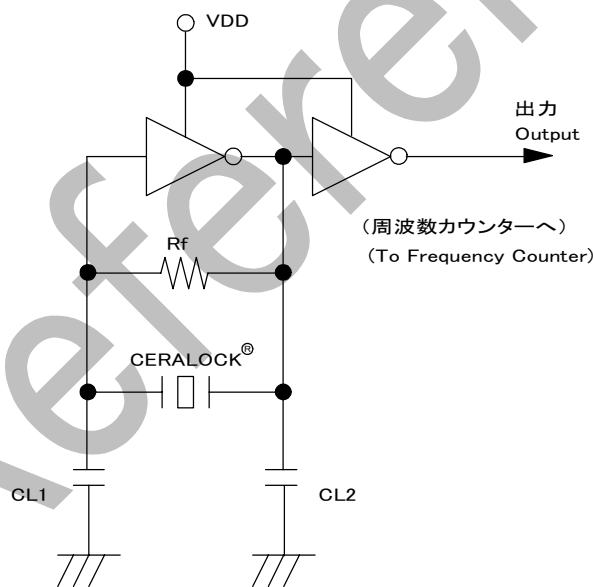 VDD
出力
Output
(周波数カウンターへ)
(To Frequency Counter)
Rf
CERALOCK®
CL1
CL2